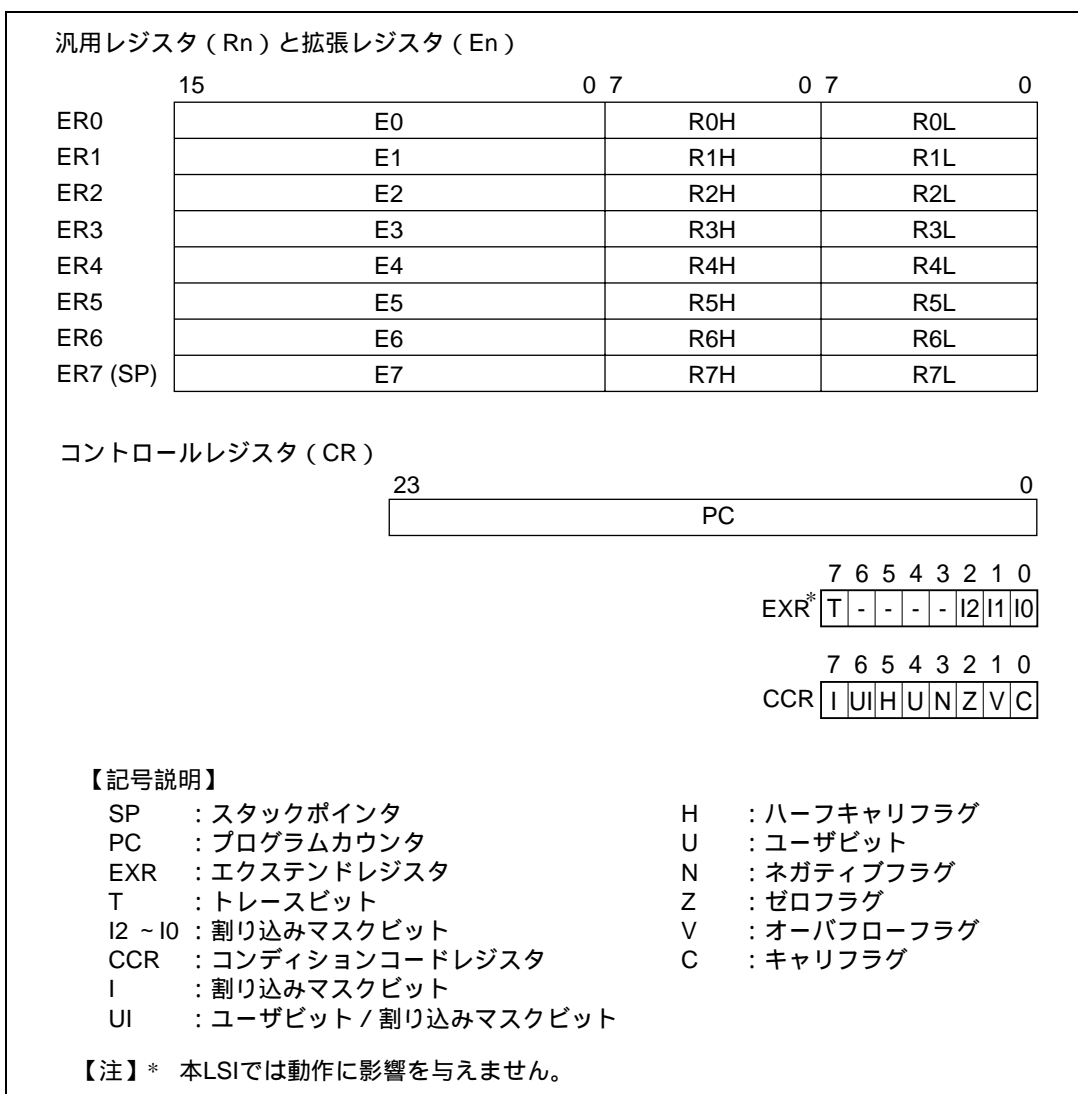 汎用レジスタ（Rn）と拡張レジスタ（En）
15 0 7 0 7 0
ER0 E0 R0H R0L
ER1 E1 R1H R1L
ER2 E2 R2H R2L
ER3 E3 R3H R3L
ER4 E4 R4H R4L
ER5 E5 R5H R5L
ER6 E6 R6H R6L
ER7 (SP) E7 R7H R7L
コントロールレジスタ（CR）
23 0
PC
7 6 5 4 3 2 1 0
EXR* T - - - - I2 I1 I0
7 6 5 4 3 2 1 0
CCR I UI H U N Z V C
【記号説明】
SP ：スタックポインタ
PC ：プログラムカウンタ
EXR ：エクステンドレジスタ
T ：トレースビット
I2 ~ I0 ：割り込みマスクビット
CCR ：コンディションコードレジスタ
I ：割り込みマスクビット
UI ：ユーザビット / 割り込みマスクビット
H ：ハーフキャリフラグ
U ：ユーザビット
N ：ネガティブフラグ
Z ：ゼロフラグ
V ：オーバフローフラグ
C ：キャリフラグ
【注】* 本LSIでは動作に影響を与えません。